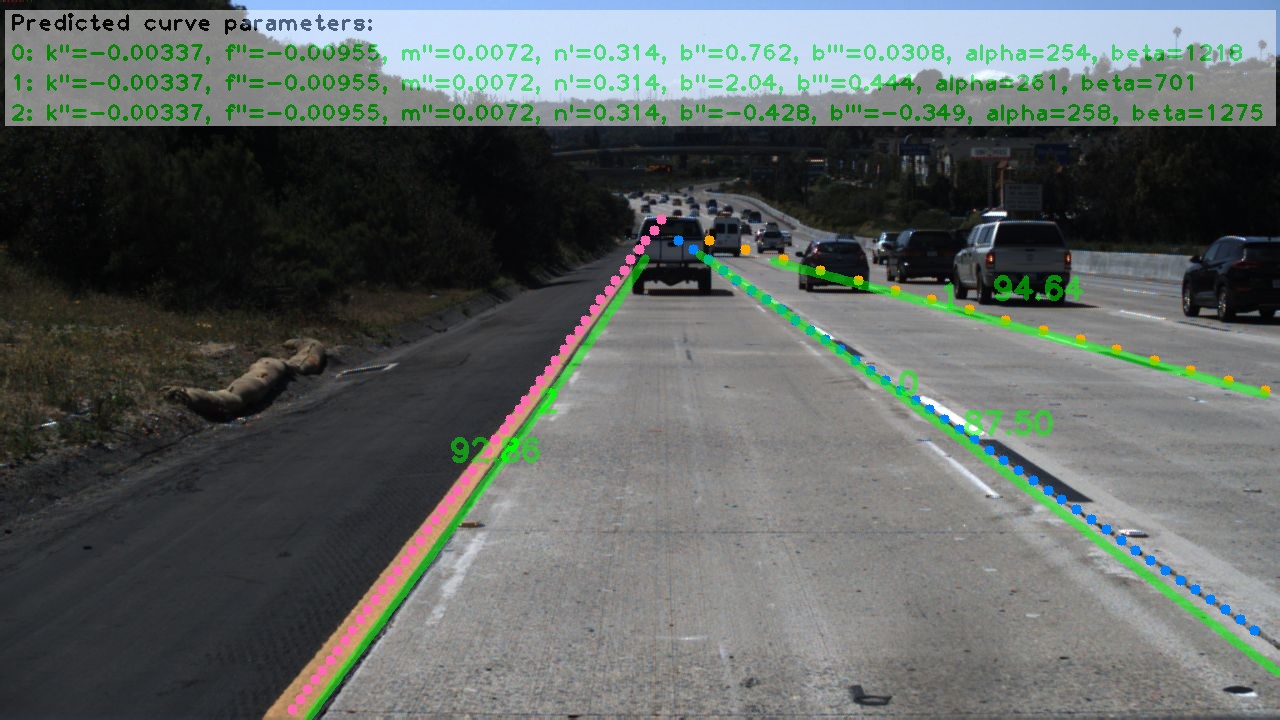 Predicted curve parameters:
0: k''=-0.00337, f''=-0.00955, m''=0.0072, n'=0.314, b''=0.762, b'''=0.0308, alpha=254, beta=1218
1: k''=-0.00337, f''=-0.00955, m''=0.0072, n'=0.314, b''=2.04, b'''=0.444, alpha=261, beta=701
2: k''=-0.00337, f''=-0.00955, m''=0.0072, n'=0.314, b''=-0.428, b'''=-0.349, alpha=258, beta=1275
1 94.64
0
87.50
2
92.86